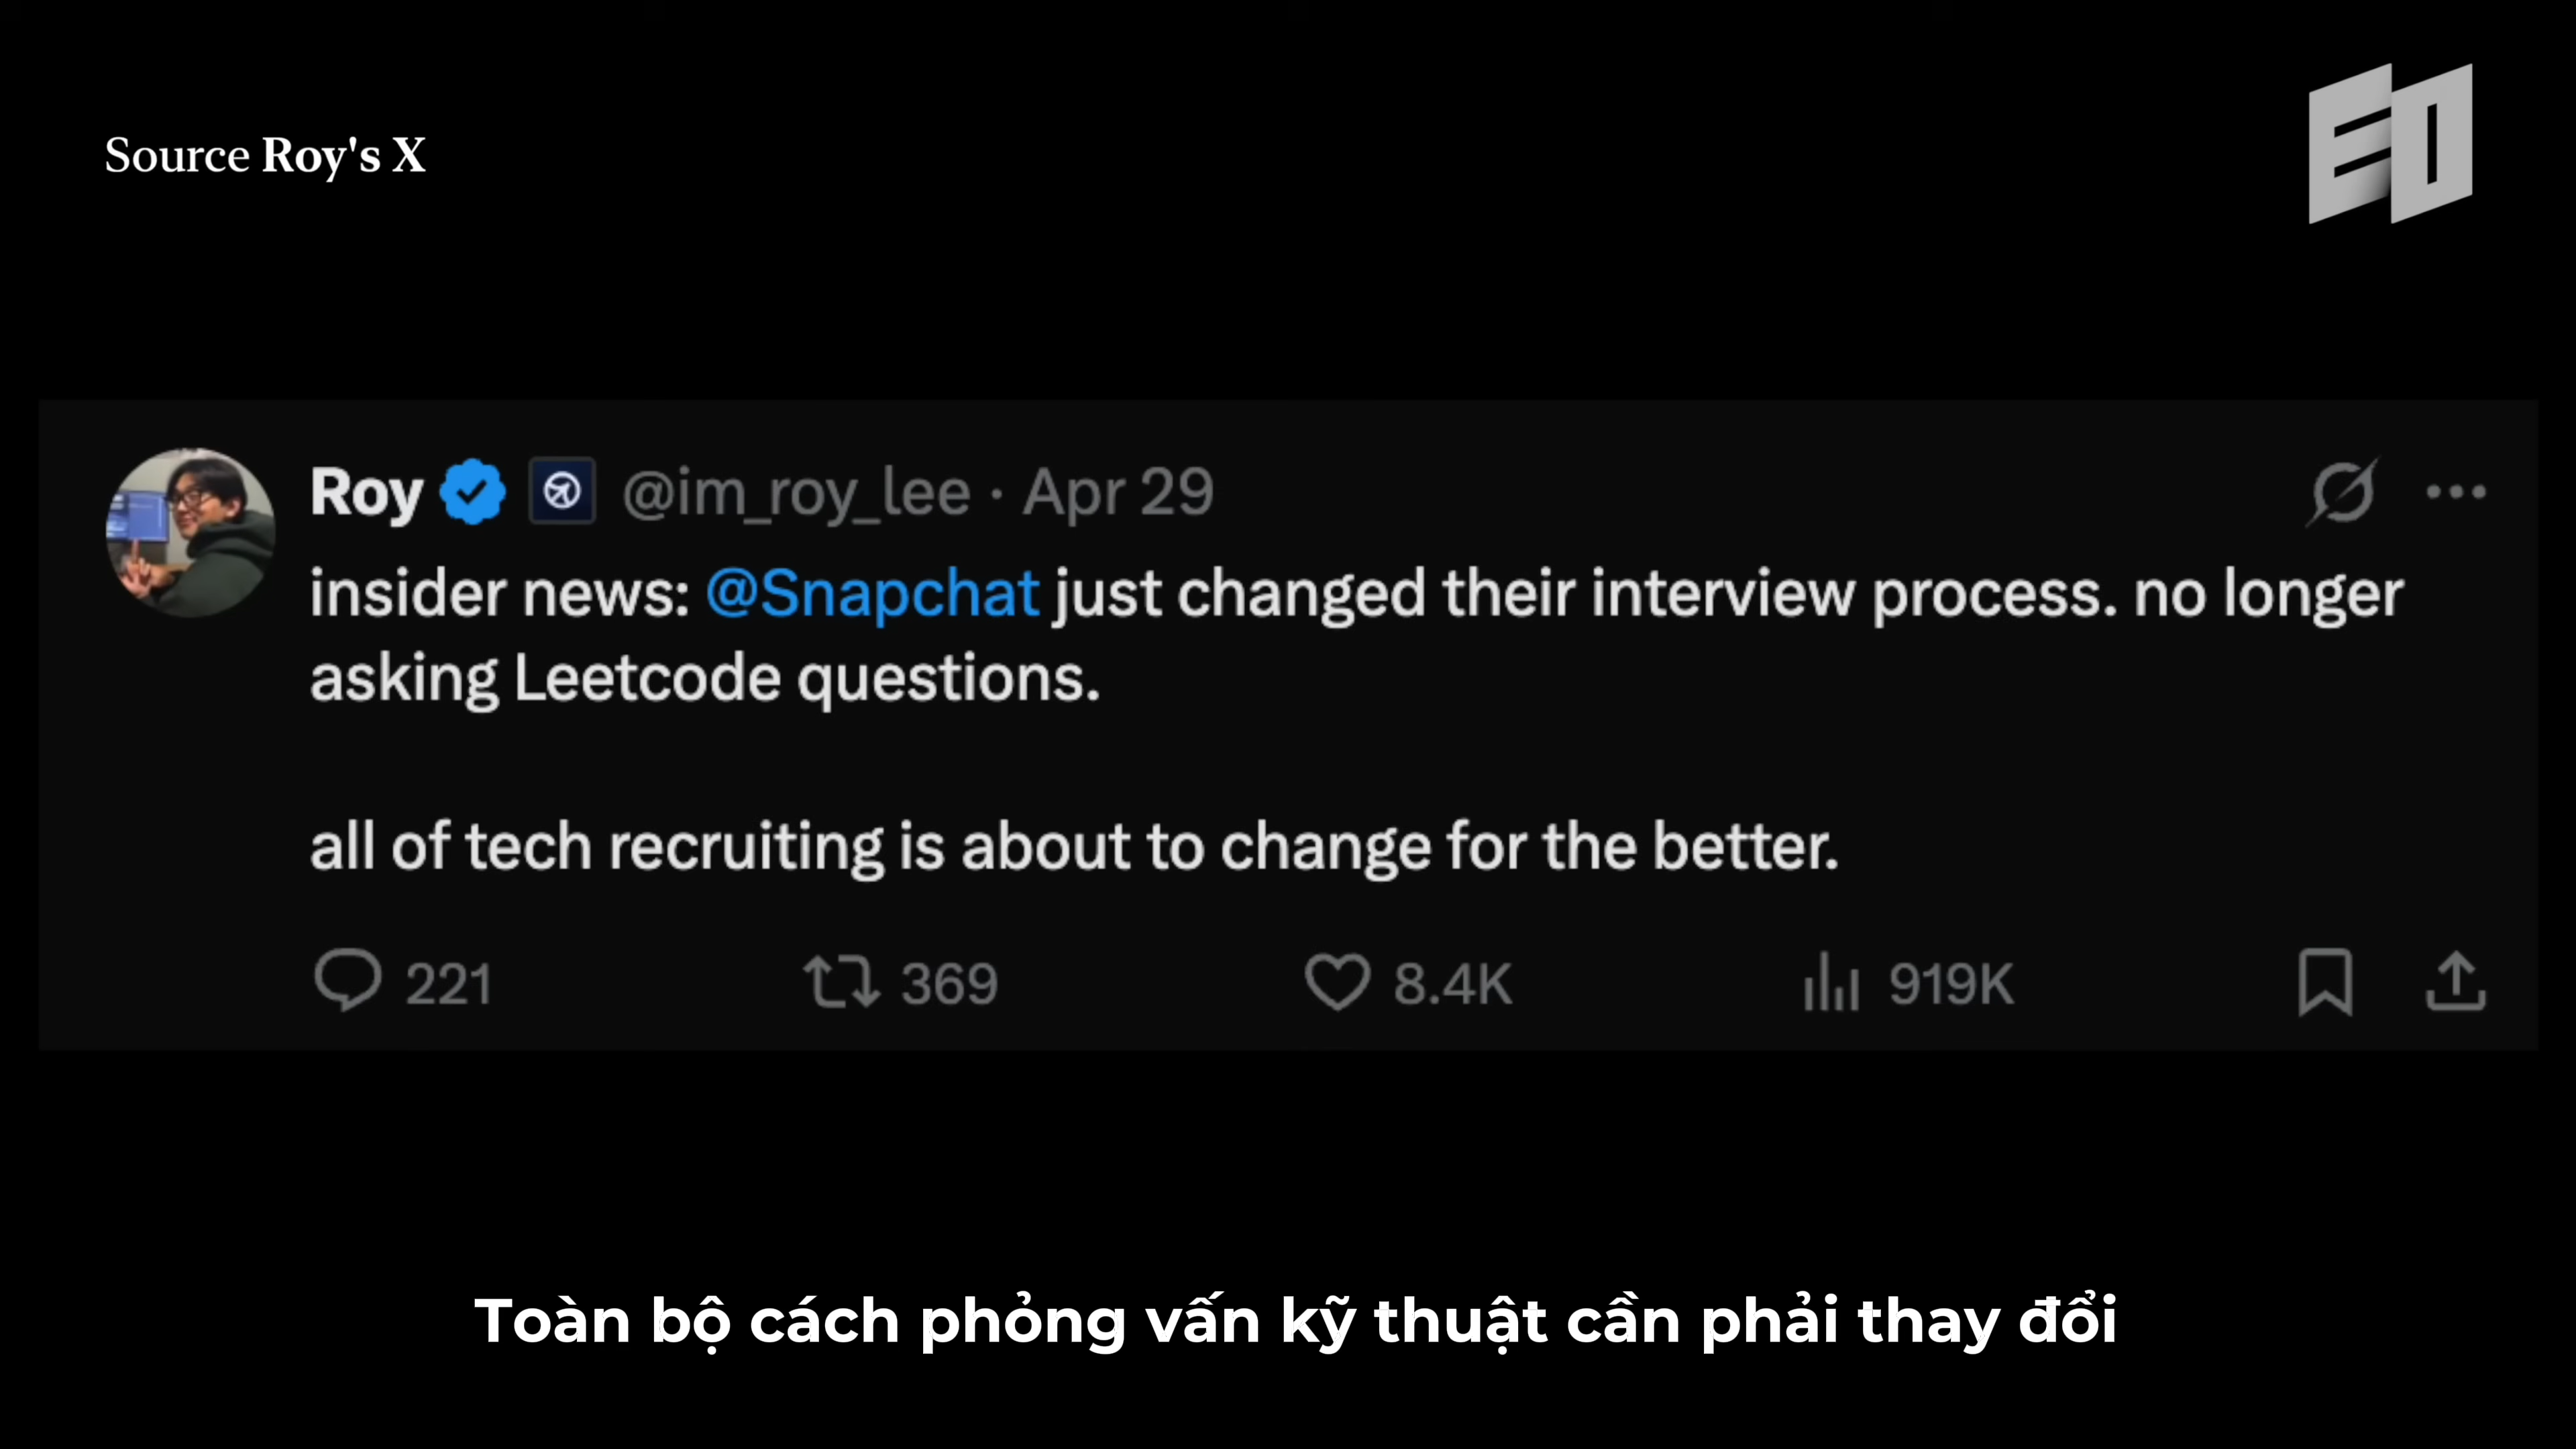 Source Roy's X
EO
Roy @im_roy_lee · Apr 29
insider news: @Snapchat just changed their interview process. no longer
asking Leetcode questions.
all of tech recruiting is about to change for the better.
221 369 8.4K 919K
Toàn bộ cách phỏng vấn kỹ thuật cần phải thay đổi